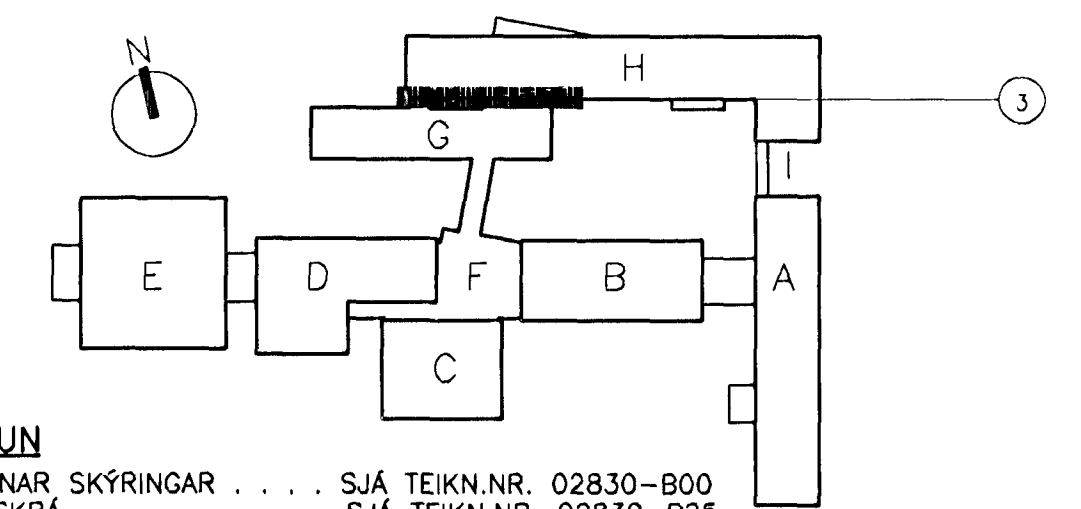 N
H
3
G
I
E
D
F
B
A
C
UN
NAR SKÝRINGAR . . . . SJÁ TEIKN.NR. 02830-B00